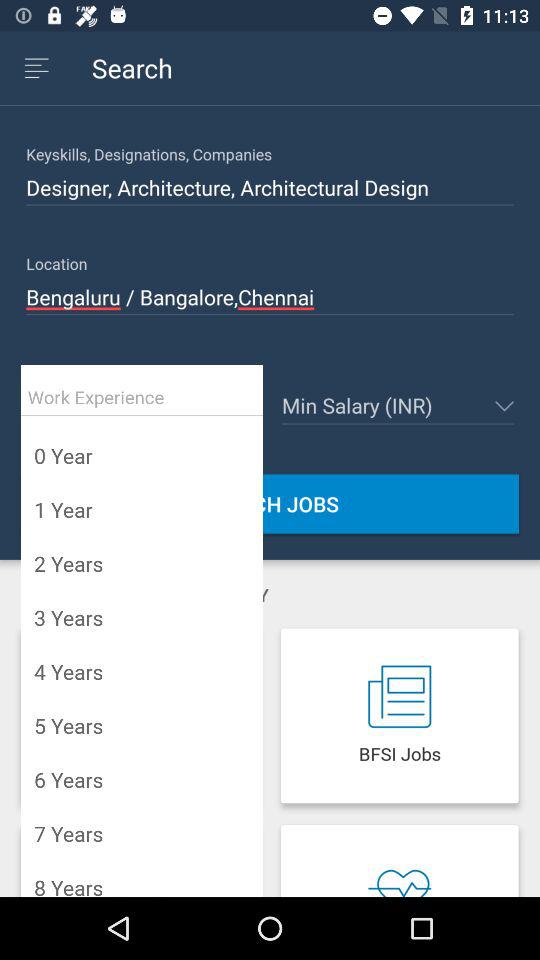 11:13
Search
Keyskills, Designations, Companies
Designer, Architecture, Architectural Design
Location
Bengaluru / Bangalore,Chennai
Work Experience
Min Salary (INR)
0 Year
1 Year
CH JOBS
2 Years
Y
3 Years
4 Years
5 Years
BFSI Jobs
6 Years
7 Years
8 Years